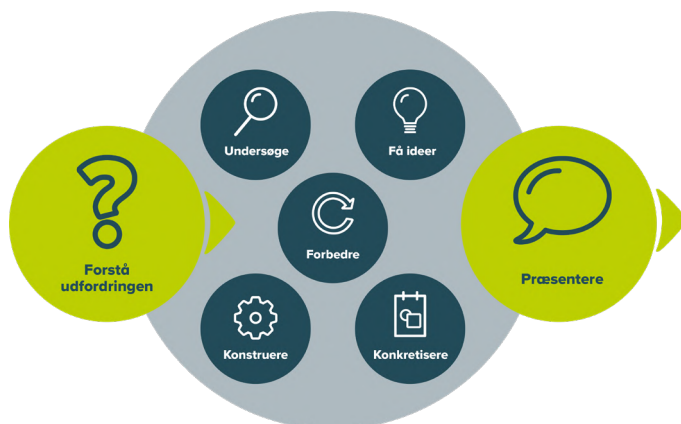 Forstå
udfordringen
Undersøge
Få ideer
Forbedre
Konstruere
Konkretisere
Præsentere